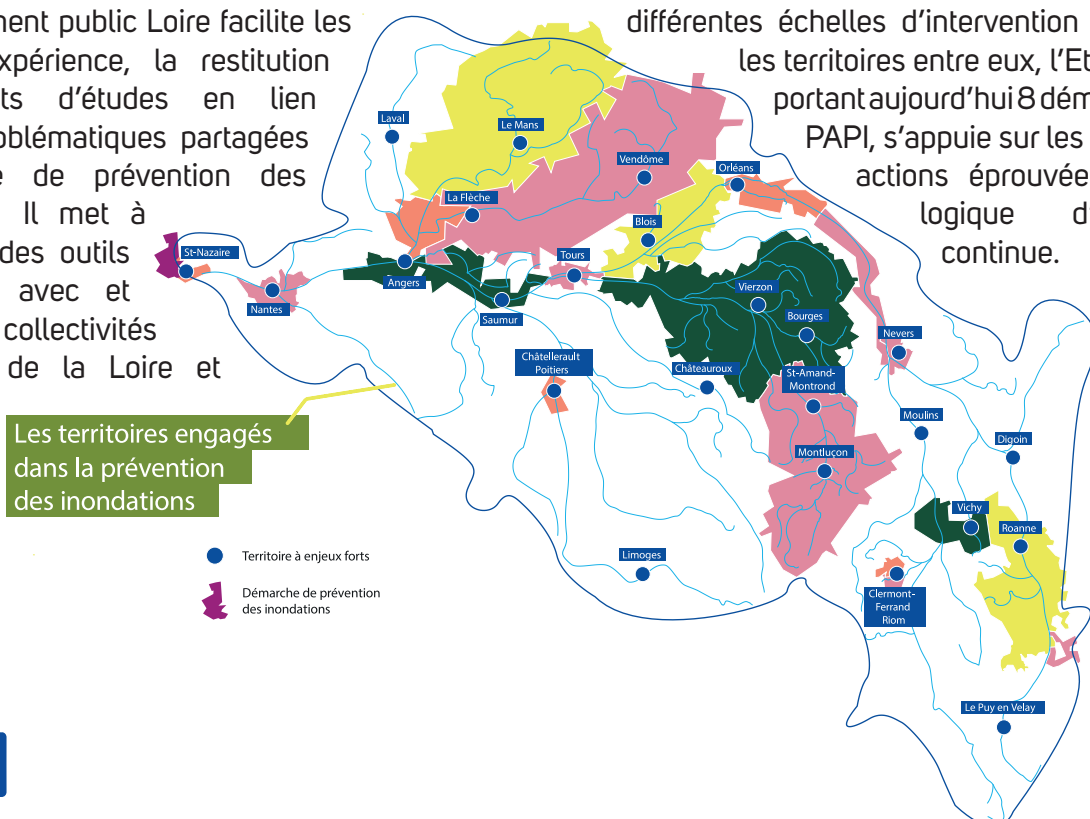 ment public Loire facilite les
xpérience, la restitution
ts d'études en lien
oblématiques partagées
e de prévention des
Il met à
des outils
avec et
collectivités
de la Loire et
différentes échelles d'intervention
les territoires entre eux, l'Et
portant aujourd'hui 8 dém
PAPI, s'appuie sur les
actions éprouvée
logique d'
continue.
Laval
Le Mans
Vendôme
Orléans
La Flèche
Blois
St-Nazaire
Tours
Angers
Nantes
Saumur
Vierzon
Bourges
Nevers
Châtellerault
Poitiers
Châteauroux
St-Amand-
Montrond
Moulins
Digoin
Montluçon
Vichy
Roanne
Limoges
Clermont-
Ferrand
Riom
Le Puy en Velay
Les territoires engagés
dans la prévention
des inondations
Territoire à enjeux forts
Démarche de prévention
des inondations